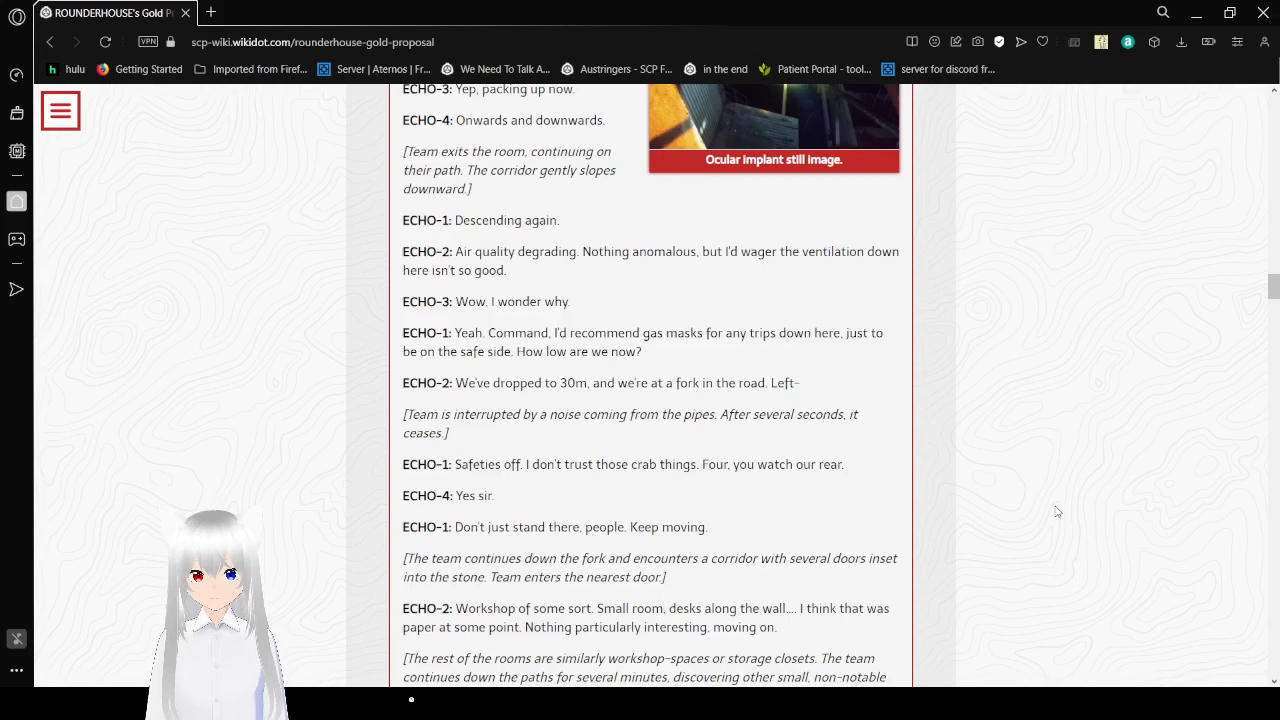 ROUNDERHOUSE's Gold P
VPN
scp-wiki.wikidot.com/rounderhouse-gold-proposal
hulu
Getting Started
Imported from Firef...
Server | Aternos | Fr...
We Need To Talk A...
Austringers - SCP F...
in the end
Patient Portal - tool...
server for discord fr...
ECHO-3: Yep, packing up now.
ECHO-4: Onwards and downwards.
Ocular implant still image.
[Team exits the room, continuing on
their path. The corridor gently slopes
downward.]
ECHO-1: Descending again.
ECHO-2: Air quality degrading. Nothing anomalous, but I'd wager the ventilation down
here isn't so good.
ECHO-3: Wow, I wonder why.
ECHO-1: Yeah. Command, I'd recommend gas masks for any trips down here, just to
be on the safe side. How low are we now?
ECHO-2: We've dropped to 30m, and we're at a fork in the road. Left-
[Team is interrupted by a noise coming from the pipes. After several seconds, it
ceases.]
ECHO-1: Safeties off. I don't trust those crab things. Four, you watch our rear.
ECHO-4: Yes sir.
ECHO-1: Don't just stand there, people. Keep moving.
[The team continues down the fork and encounters a corridor with several doors inset
into the stone. Team enters the nearest door.]
ECHO-2: Workshop of some sort. Small room, desks along the wall.... I think that was
paper at some point. Nothing particularly interesting, moving on.
[The rest of the rooms are similarly workshop-spaces or storage closets. The team
continues down the paths for several minutes, discovering other small, non-notable